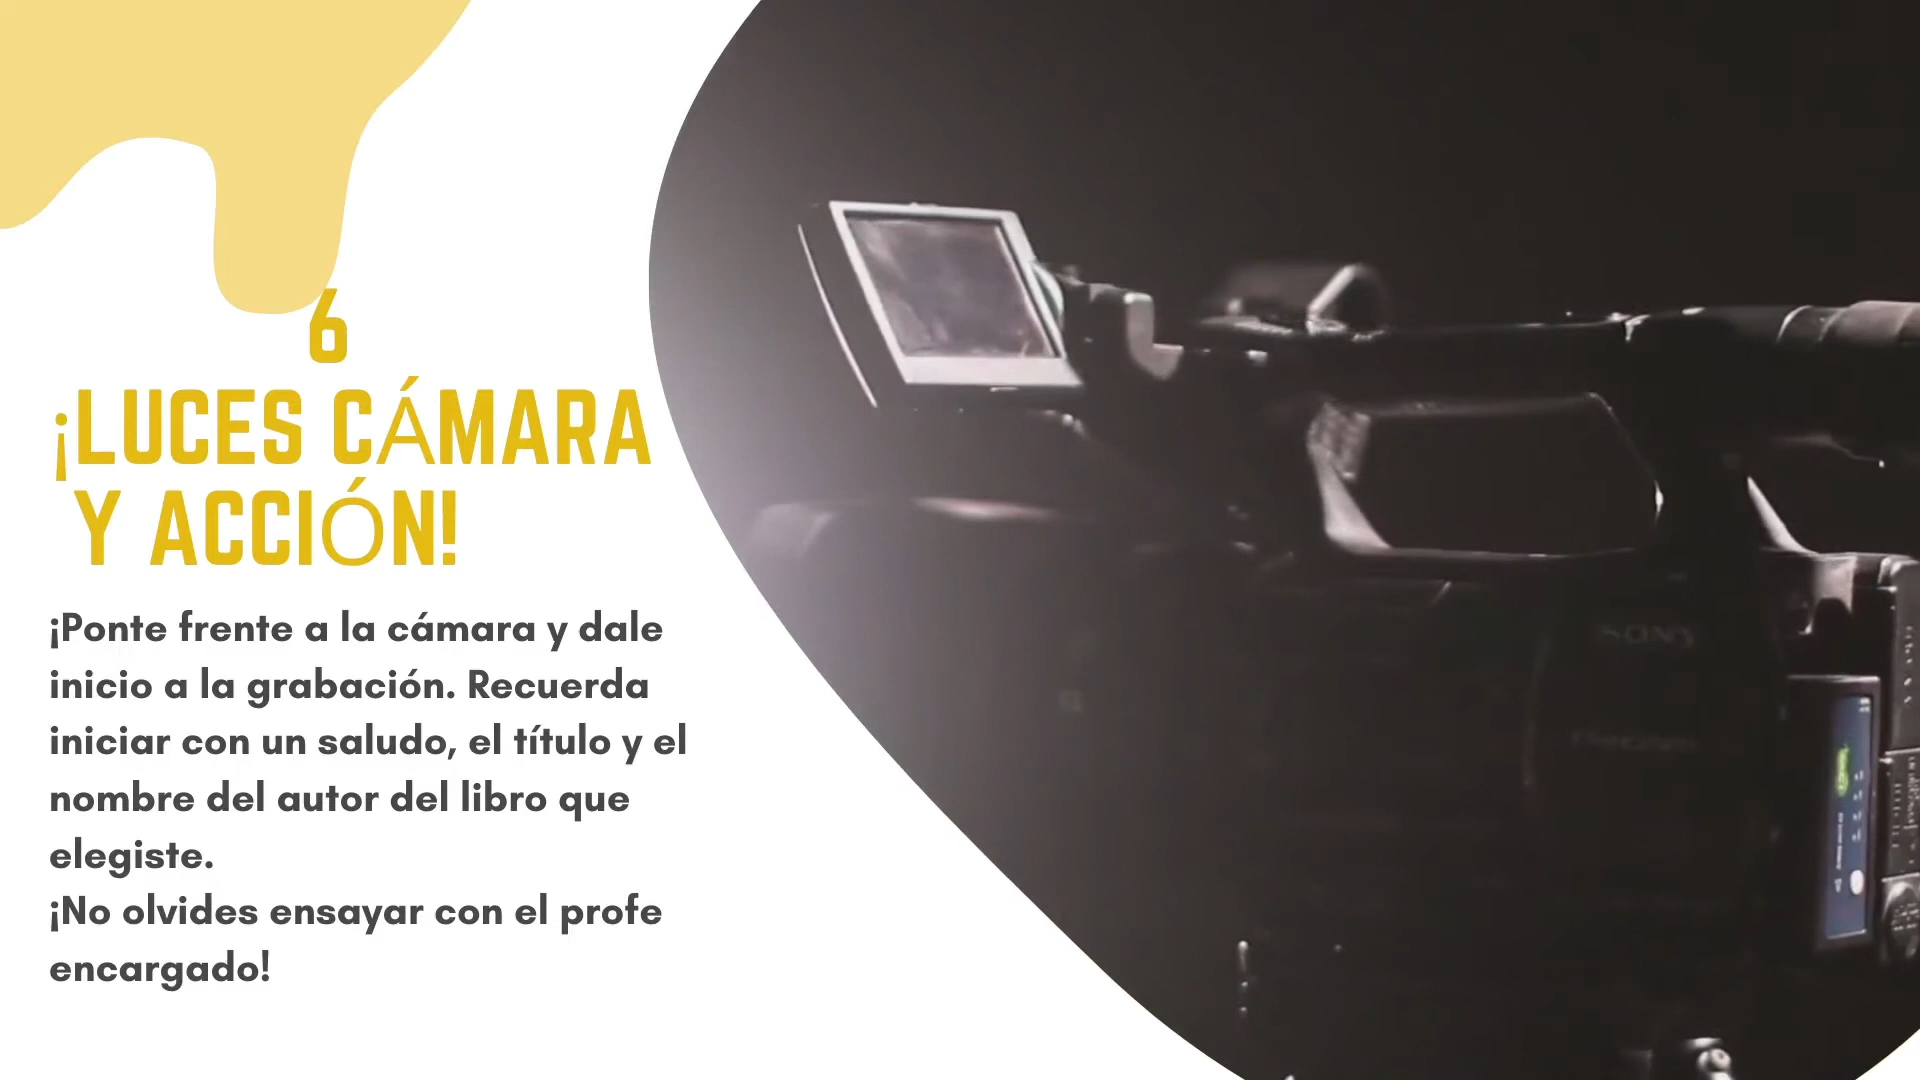 6
¡LUCES CÁMARA
Y ACCIÓN!
¡Ponte frente a la cámara y dale
inicio a la grabación. Recuerda
iniciar con un saludo, el título y el
nombre del autor del libro que
elegiste.
¡No olvides ensayar con el profe
encargado!
SONY